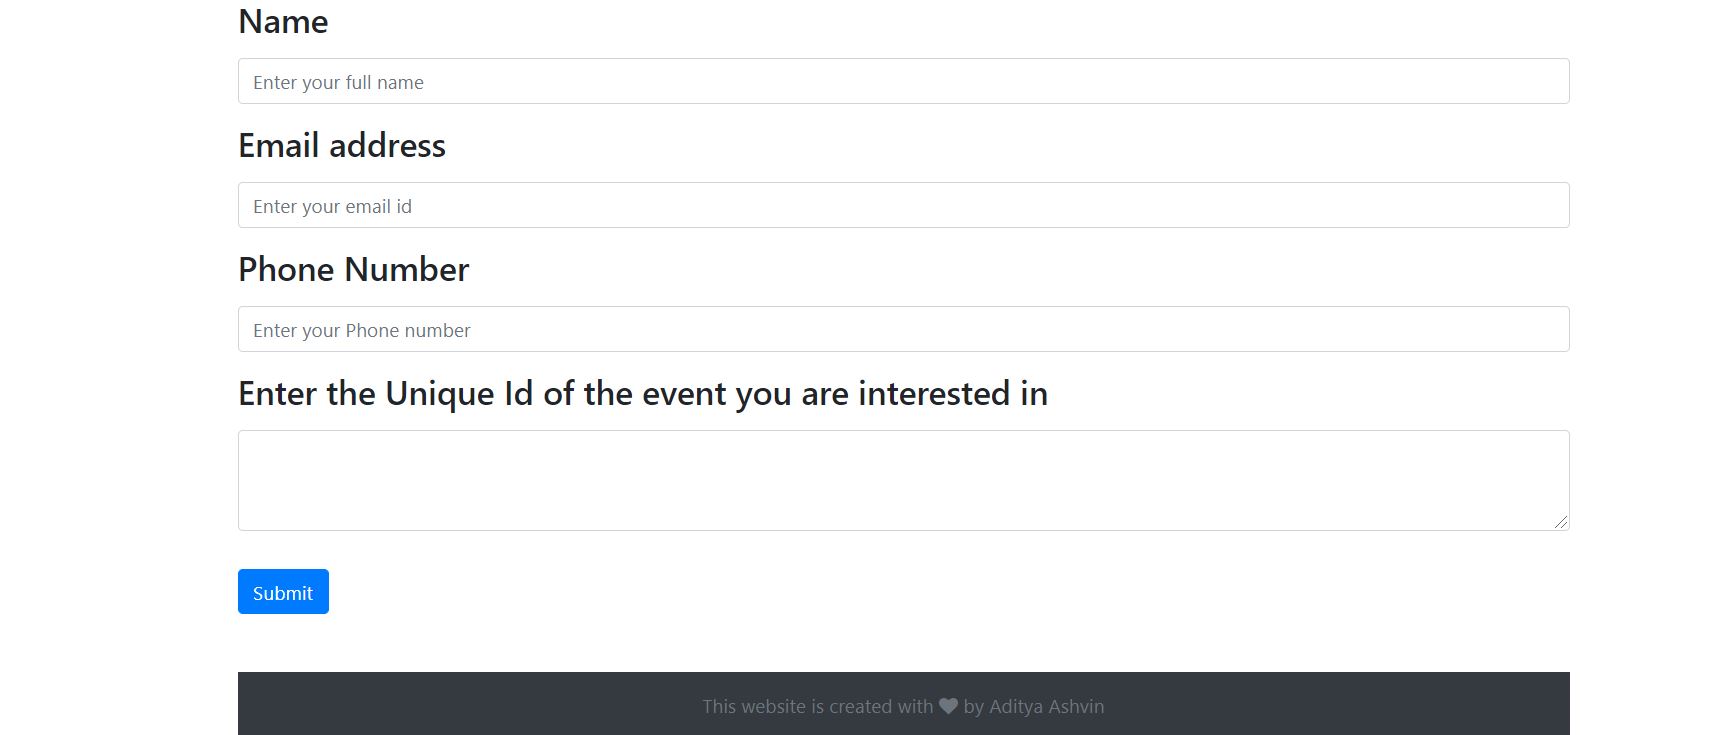 Name
Enter your full name
Email address
Enter your email id
Phone Number
Enter your Phone number
Enter the Unique Id of the event you are interested in
Submit
This website is created with ♥ by Aditya Ashvin